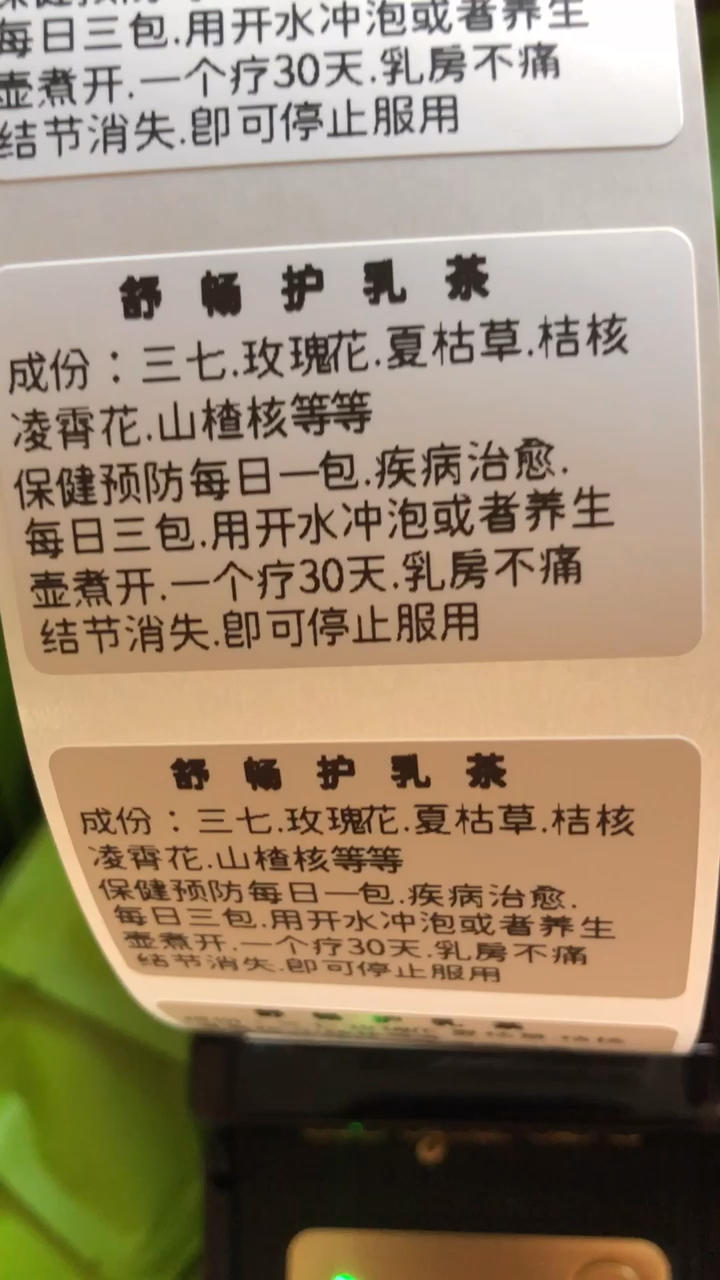 每日三包.用开水冲泡或者养生
壶煮开.一个疗30天.乳房不痛
结节消失.即可停止服用
舒畅护乳茶
成份：三七.玫瑰花.夏枯草.桔核
凌霄花.山楂核等等
保健预防每日一包.疾病治愈.
每日三包.用开水冲泡或者养生
壶煮开.一个疗30天.乳房不痛
结节消失.即可停止服用
舒畅护乳茶
成份：三七.玫瑰花.夏枯草.桔核
凌霄花.山楂核等等
保健预防每日一包.疾病治愈.
每日三包.用开水冲泡或者养生
壶煮开.一个疗30天.乳房不痛
结节消失.即可停止服用